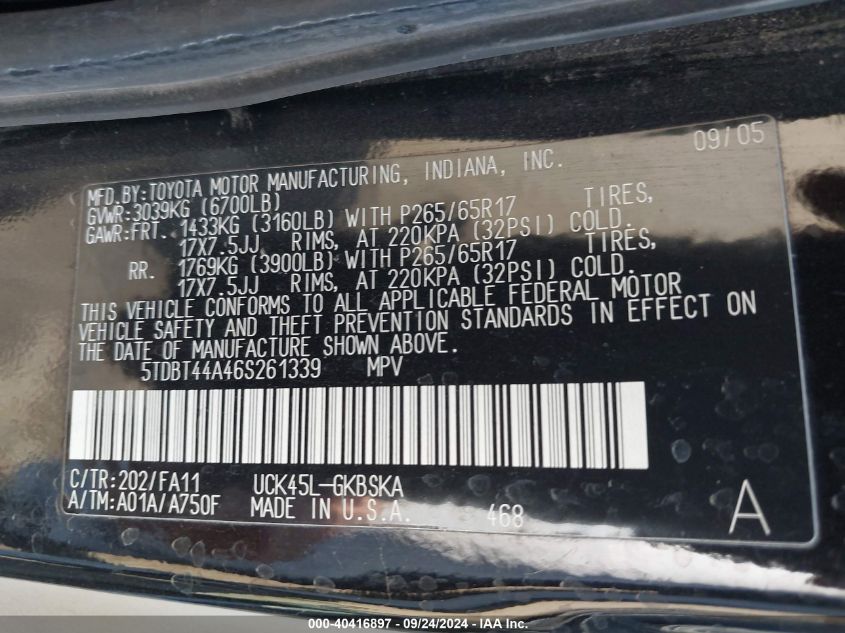 09/05
MFD.BY:TOYOTA MOTOR MANUFACTURING, INDIANA, INC.
GVWR:3039KG (6700LB)
GAWR:FRT. 1433KG (3160LB) WITH P265/65R17 TIRES,
17X7.5JJ RIMS, AT 220KPA (32PSI) COLD.
RR. 1769KG (3900LB) WITH P265/65R17 TIRES,
17X7.5JJ RIMS, AT 220KPA (32PSI) COLD.
THIS VEHICLE CONFORMS TO ALL APPLICABLE FEDERAL MOTOR
VEHICLE SAFETY AND THEFT PREVENTION STANDARDS IN EFFECT ON
THE DATE OF MANUFACTURE SHOWN ABOVE.
5TDBT44A46S261339 MPV
C/TR:202/FA11 UCK45L-GKBSKA
A/TM:A01A/A750F MADE IN U.S.A. 468 A
000-40416897 - 09/24/2024 - IAA Inc.